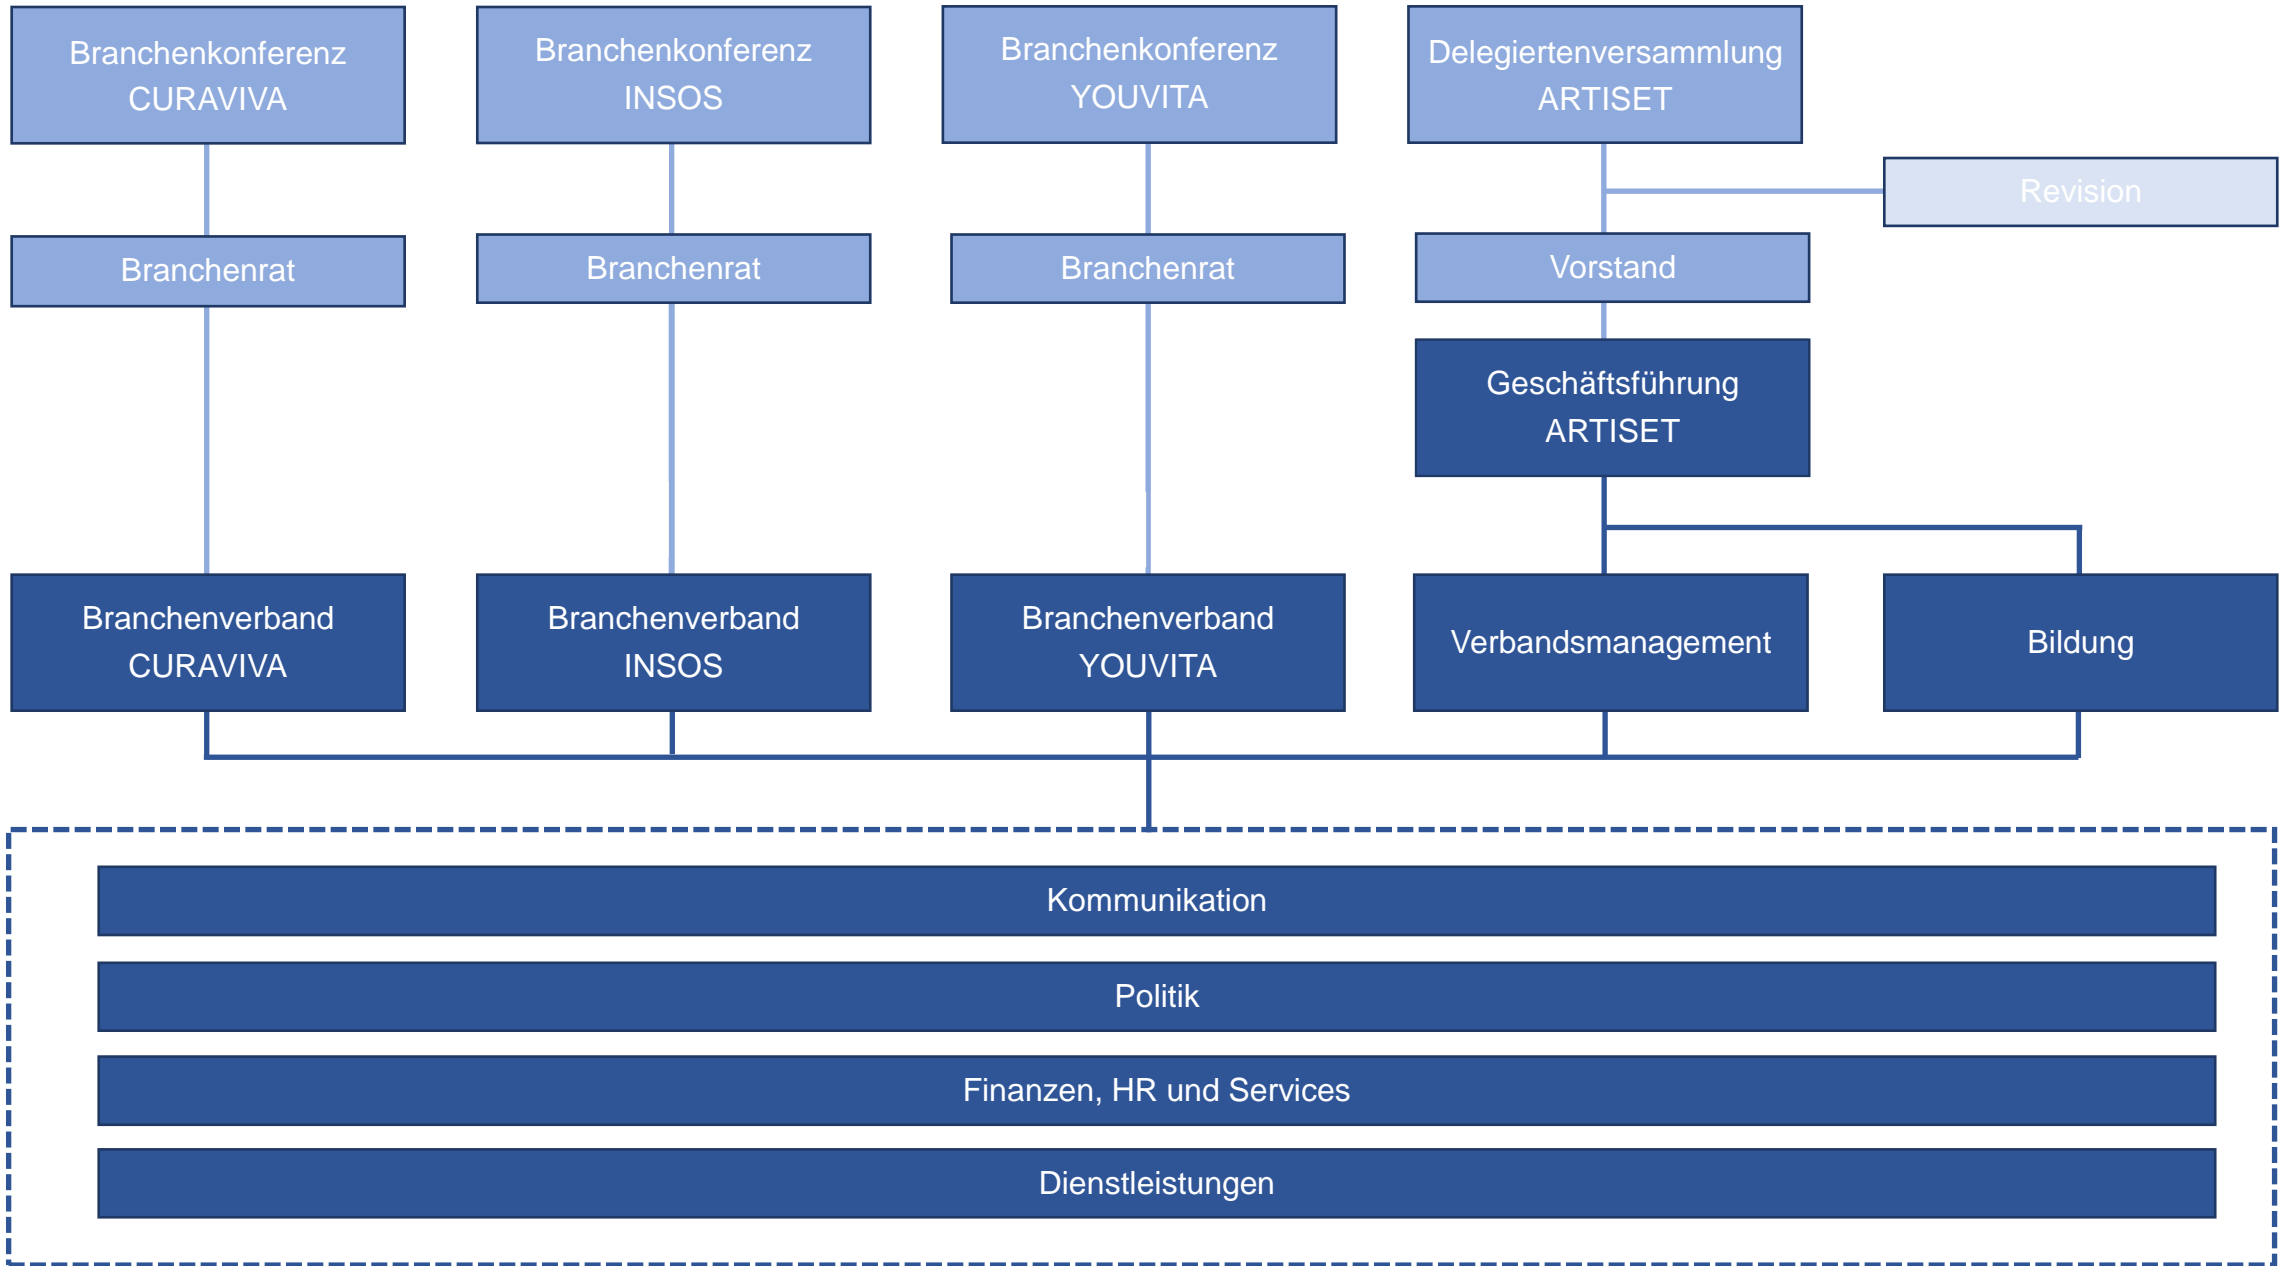 Branchenkonferenz
CURAVIVA
Branchenkonferenz
INSOS
Branchenkonferenz
YOUVITA
Delegiertenversammlung
ARTISET
Revision
Branchenrat
Branchenrat
Branchenrat
Vorstand
Geschäftsführung
ARTISET
Branchenverband
CURAVIVA
Branchenverband
INSOS
Branchenverband
YOUVITA
Verbandsmanagement
Bildung
Kommunikation
Politik
Finanzen, HR und Services
Dienstleistungen